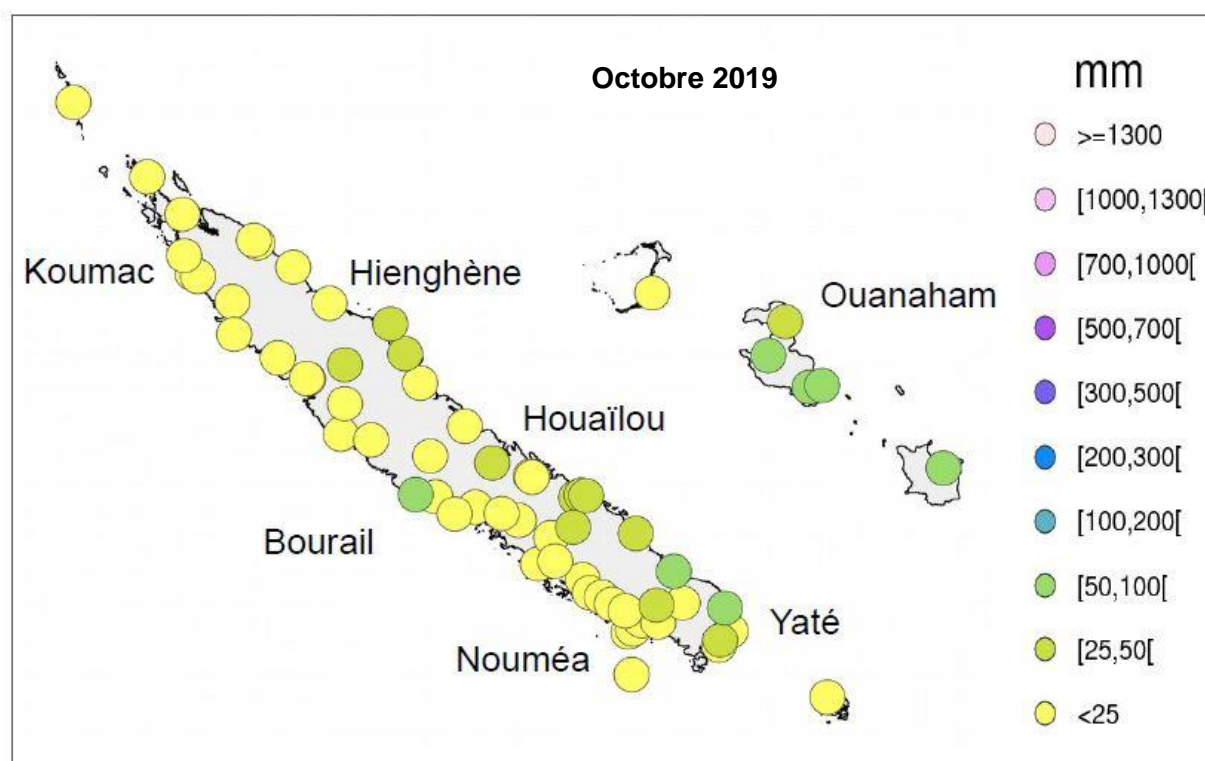 Octobre 2019
mm
>=1300
[1000,1300[
[700,1000[
[500,700[
[300,500[
[200,300[
[100,200[
[50,100[
[25,50[
<25
Koumac
Hienghène
Ouanaham
Houaïlou
Bourail
Yaté
Nouméa